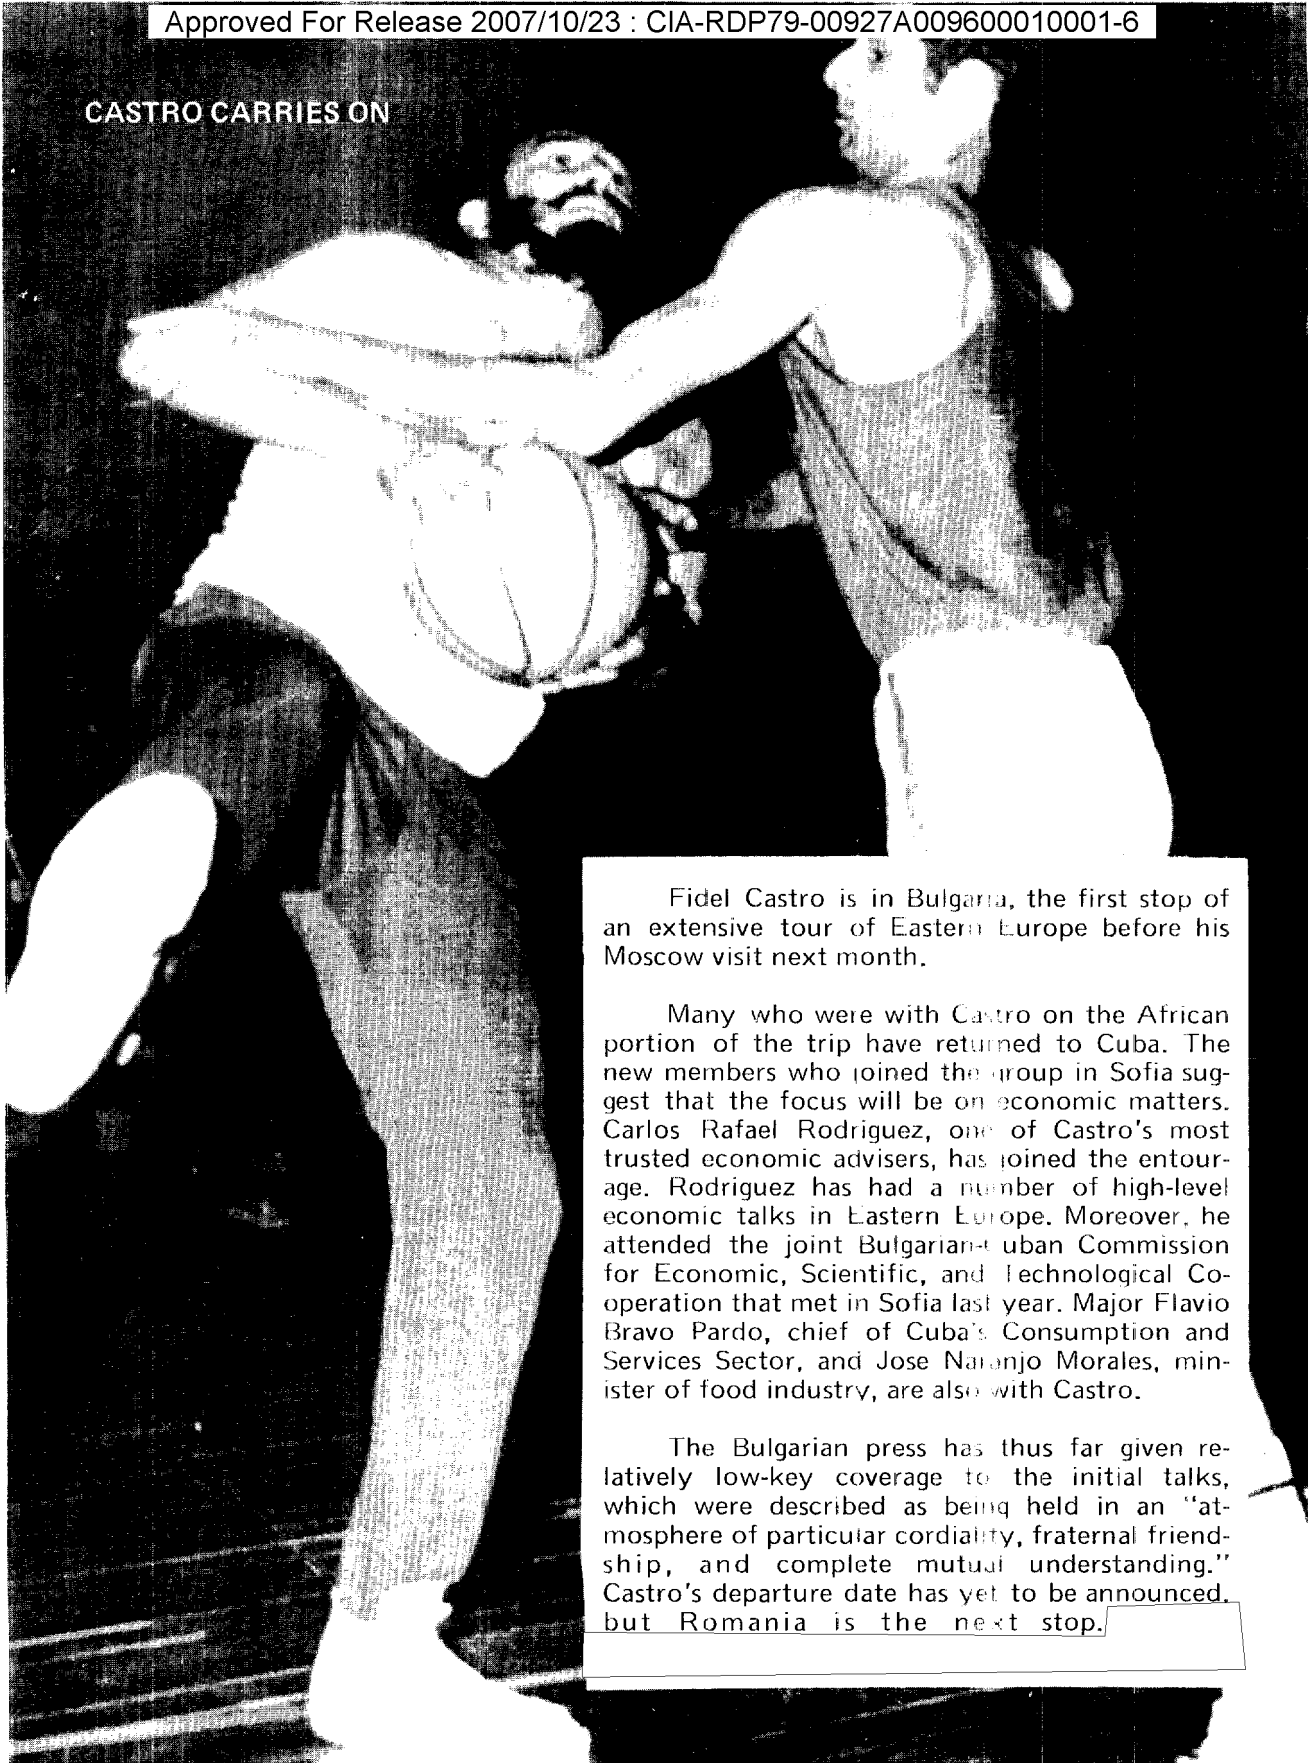 Approved For Release 2007/10/23 : CIA-RDP79-00927A009600010001-6
CASTRO CARRIES ON
Fidel Castro is in Bulgaria, the first stop of
an extensive tour of Eastern Europe before his
Moscow visit next month.
Many who were with Castro on the African
portion of the trip have returned to Cuba. The
new members who joined the group in Sofia sug-
gest that the focus will be on economic matters.
Carlos Rafael Rodriguez, one of Castro's most
trusted economic advisers, has joined the entour-
age. Rodriguez has had a number of high-level
economic talks in Eastern Europe. Moreover, he
attended the joint Bulgarian-Cuban Commission
for Economic, Scientific, and Technological Co-
operation that met in Sofia last year. Major Flavio
Bravo Pardo, chief of Cuba's Consumption and
Services Sector, and Jose Naranjo Morales, min-
ister of food industry, are also with Castro.
The Bulgarian press has thus far given re-
latively low-key coverage to the initial talks,
which were described as being held in an "at-
mosphere of particular cordiality, fraternal friend-
ship, and complete mutual understanding."
Castro's departure date has yet to be announced,
but Romania is the next stop.